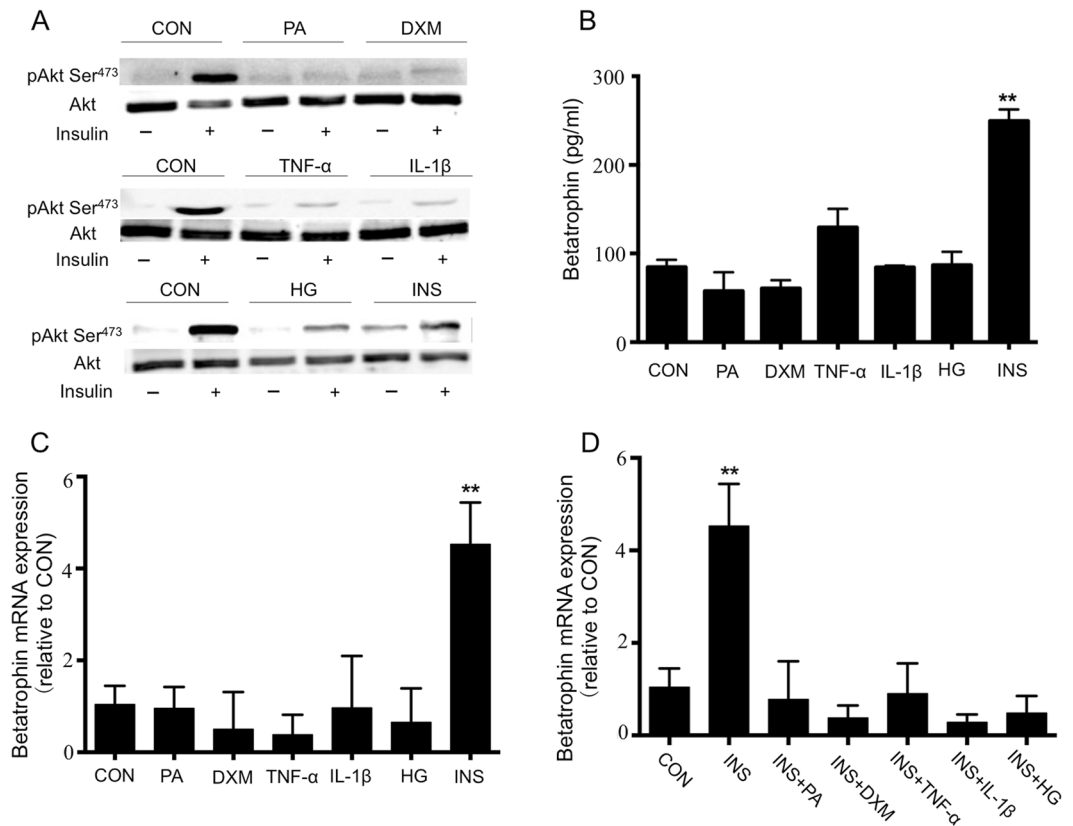 A
CON PA DXM
pAkt Ser473
Akt
Insulin − + − + − +
CON TNF-α IL-1β
pAkt Ser473
Akt
Insulin − + − + − +
CON HG INS
pAkt Ser473
Akt
Insulin − + − + − +
B
Betatrophin (pg/ml)
300
200
100
0
**
CON PA DXM TNF-α IL-1β HG INS
C
Betatrophin mRNA expression
(relative to CON)
6
4
2
0
**
CON PA DXM TNF-α IL-1β HG INS
D
Betatrophin mRNA expression
(relative to CON)
6
4
2
0
**
CON INS INS+PA INS+DXM INS+TNF-α INS+IL-1β INS+HG